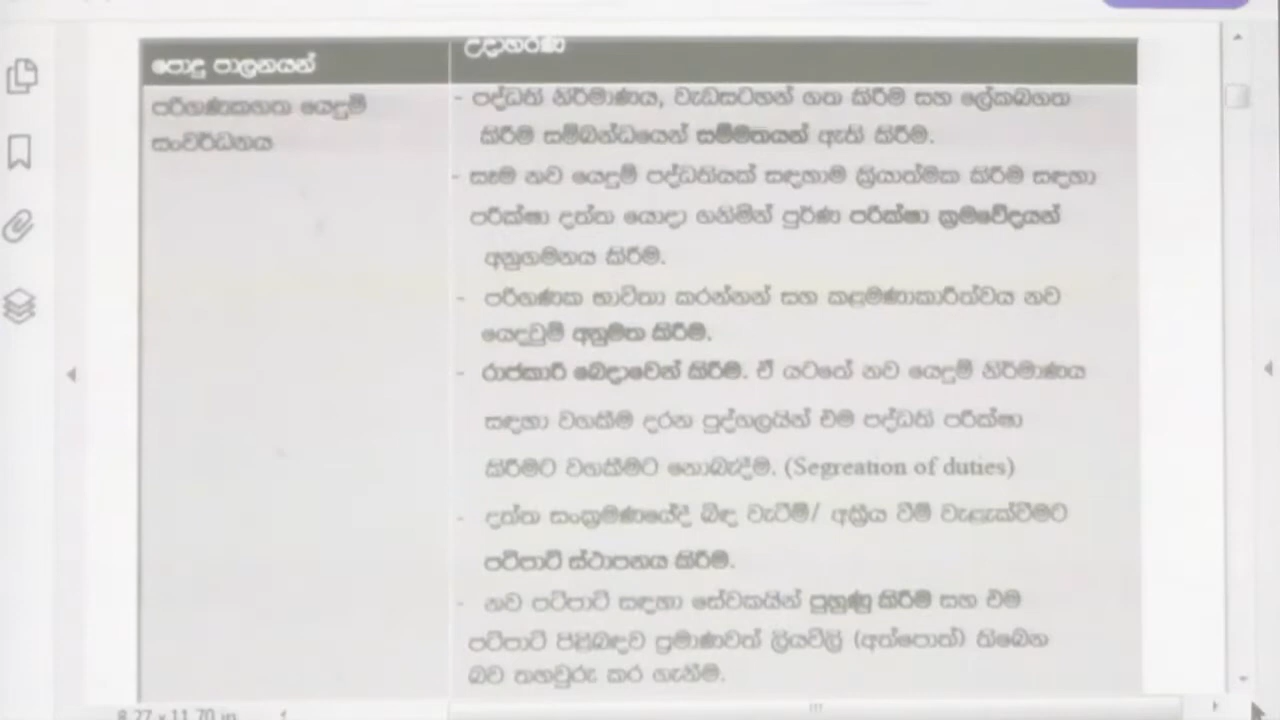 පොදු පාලනයන්
උදාහරණ
පරිගණකගත යෙදුම්
සංවර්ධනය
- පද්ධති නිර්මාණය, වැඩසටහන් ගත කිරීම සහ ලේඛනගත
කිරීම සම්බන්ධයෙන් සම්මතයන් ඇති කිරීම.
- සෑම නව යෙදුම් පද්ධතියක් සඳහාම ක්‍රියාත්මක කිරීම සඳහා
පරීක්ෂා දත්ත යොදා ගනිමින් පූර්ණ පරීක්ෂා ක්‍රමවේදයන්
අනුගමනය කිරීම.
- පරිගණක භාවිතා කරන්නන් සහ කළමණාකාරීත්වය නව
යෙදවුම් අනුමත කිරීම.
- රාජකාරී බෙදාවෙන් කිරීම. ඒ යටතේ නව යෙදුම් නිර්මාණය
සඳහා වගකීම දරන පුද්ගලයින් එම පද්ධති පරීක්ෂා
කිරීමට වගකීමට නොබැදීම. (Segreation of duties)
- දත්ත සංක්‍රමණයේදී බිඳ වැටීම්/ අක්‍රීය වීම් වැළැක්වීමට
පටිපාටි ස්ථාපනය කිරීම.
- නව පටිපාටි සඳහා සේවකයින් පුහුණු කිරීම සහ එම
පටිපාටි පිළිබඳව ප්‍රමාණවත් ලියවිලි (අත්පොත්) තිබෙන
බව තහවුරු කර ගැනීම.
8.27 x 11.70 in